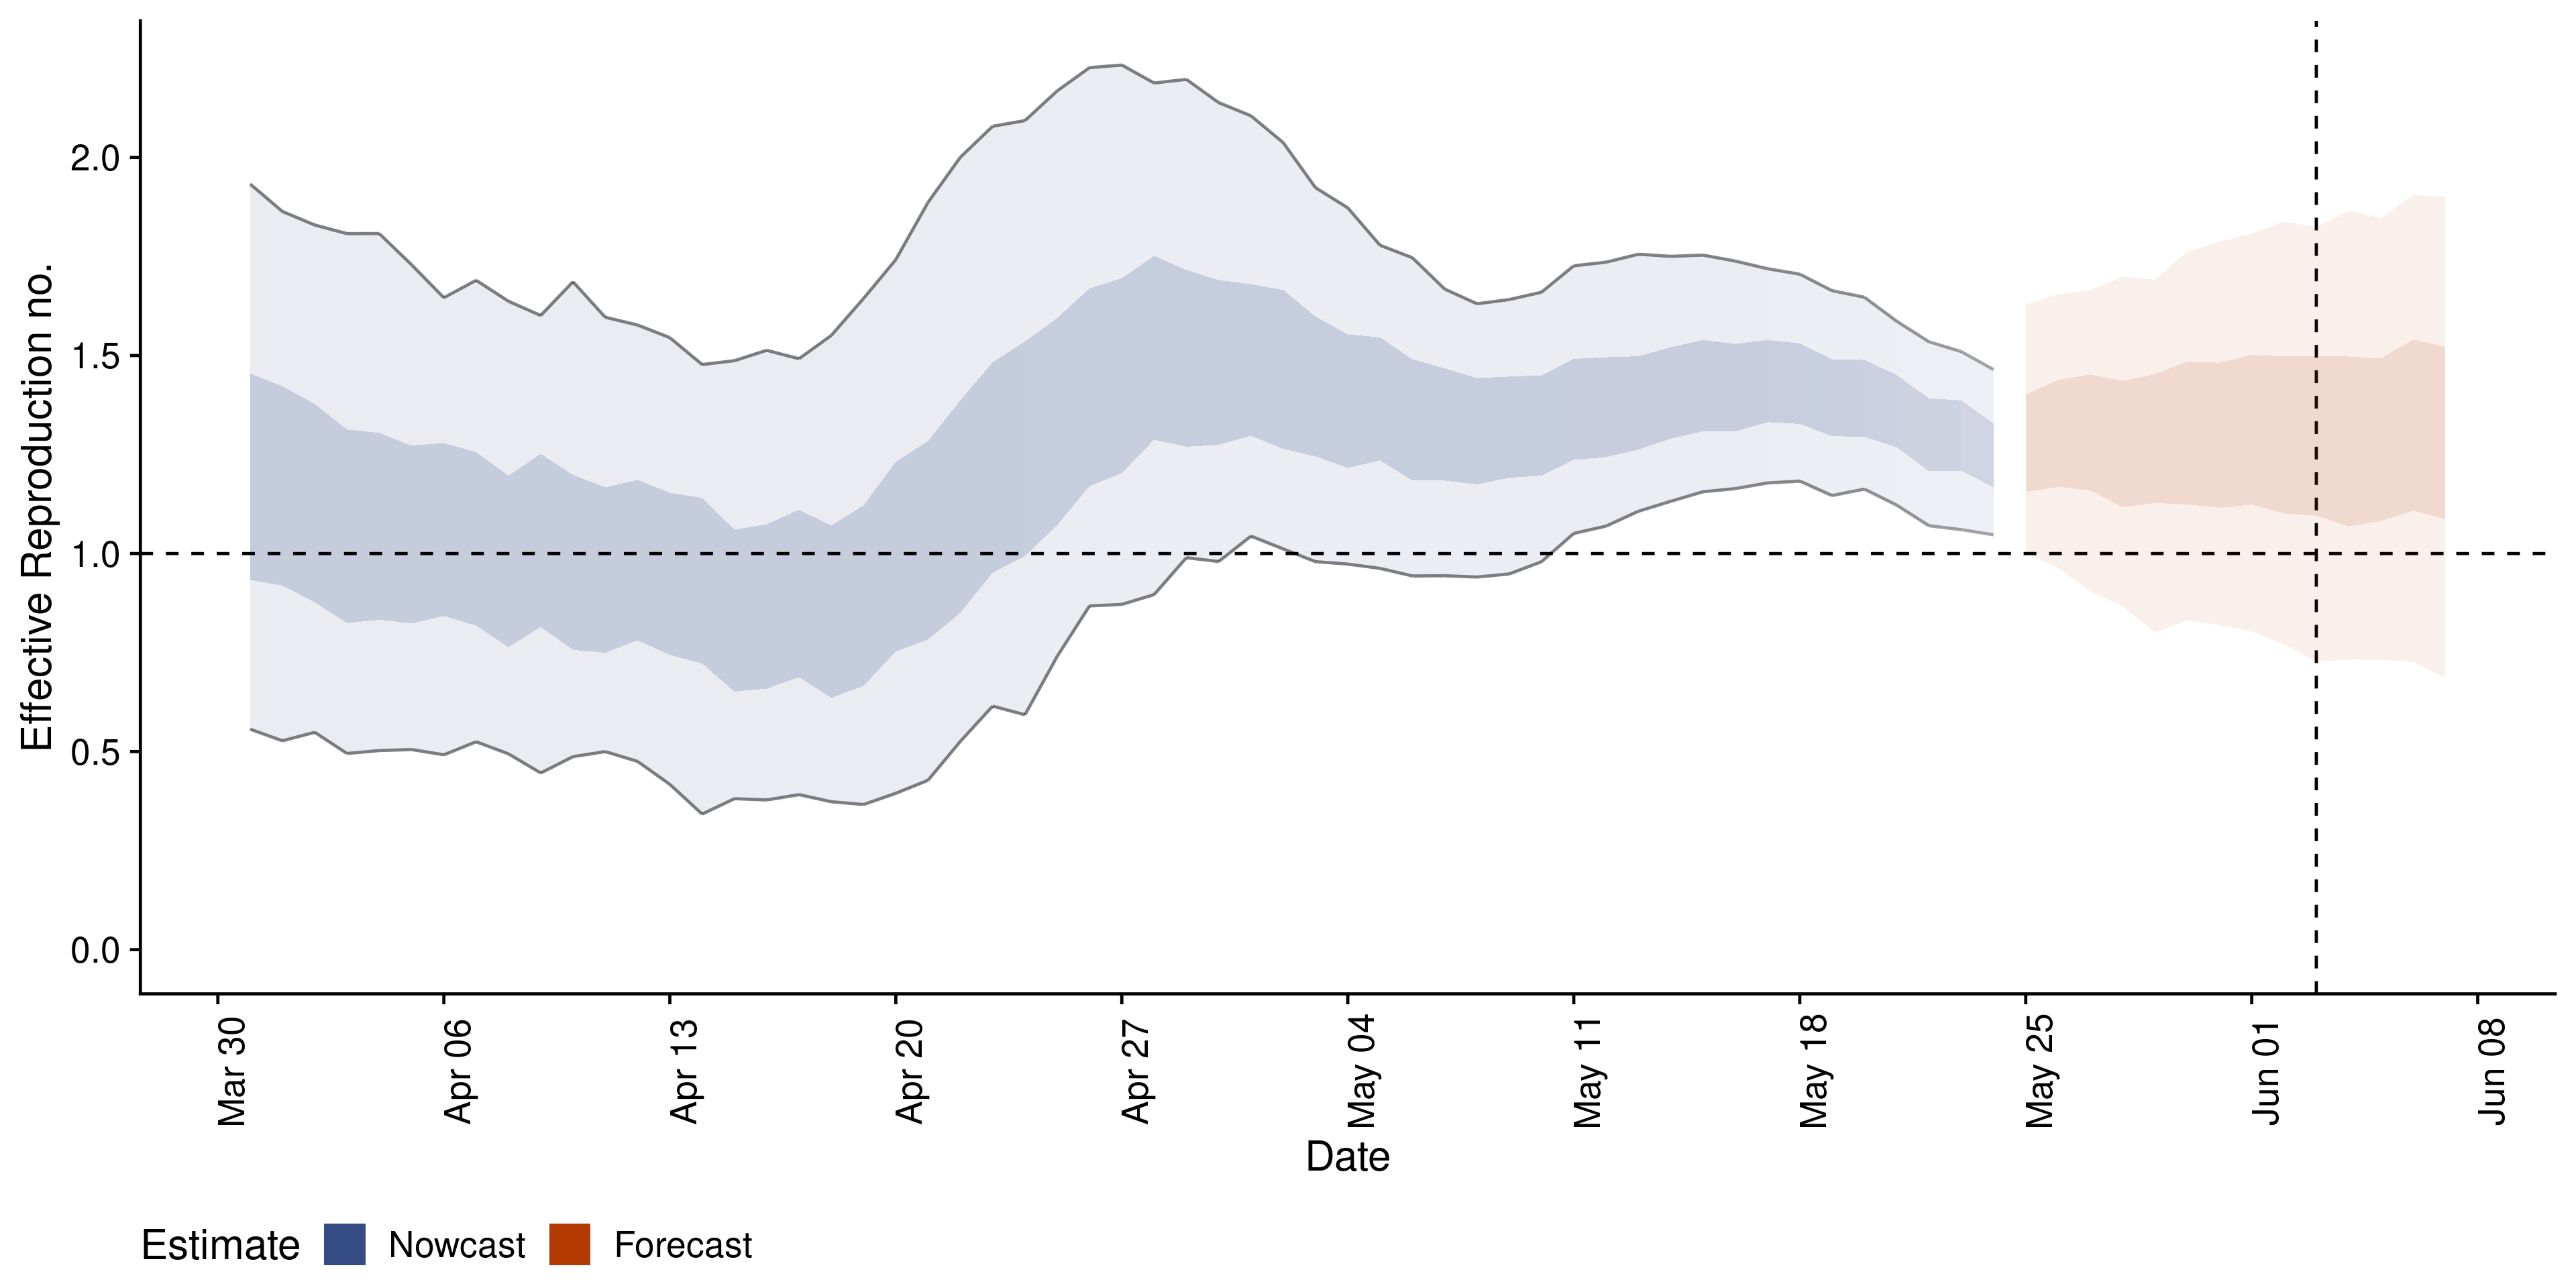 Effective Reproduction no.
2.0
1.5
1.0
0.5
0.0
Mar 30
Apr 06
Apr 13
Apr 20
Apr 27
May 04
May 11
May 18
May 25
Jun 01
Jun 08
Date
Estimate Nowcast Forecast